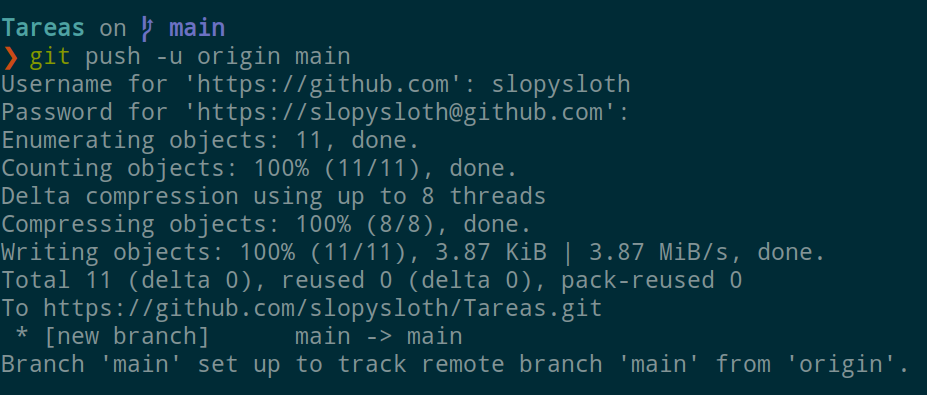 Tareas on  main
❯ git push -u origin main
Username for 'https://github.com': slopysloth
Password for 'https://slopysloth@github.com':
Enumerating objects: 11, done.
Counting objects: 100% (11/11), done.
Delta compression using up to 8 threads
Compressing objects: 100% (8/8), done.
Writing objects: 100% (11/11), 3.87 KiB | 3.87 MiB/s, done.
Total 11 (delta 0), reused 0 (delta 0), pack-reused 0
To https://github.com/slopysloth/Tareas.git
 * [new branch]      main -> main
Branch 'main' set up to track remote branch 'main' from 'origin'.